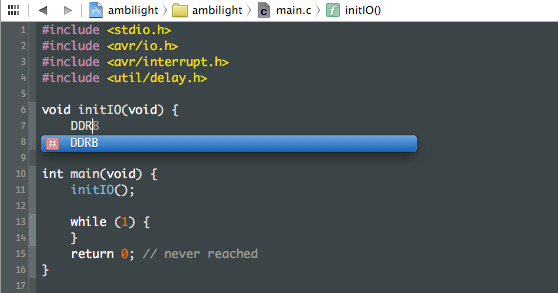 ambilight ambilight main.c initIO()
1 #include <stdio.h>
2 #include <avr/io.h>
3 #include <avr/interrupt.h>
4 #include <util/delay.h>
5
6 void initIO(void) {
7 DDRB
8 # DDRB
9
10 int main(void) {
11 initIO();
12
13 while (1) {
14 }
15 return 0; // never reached
16 }
17